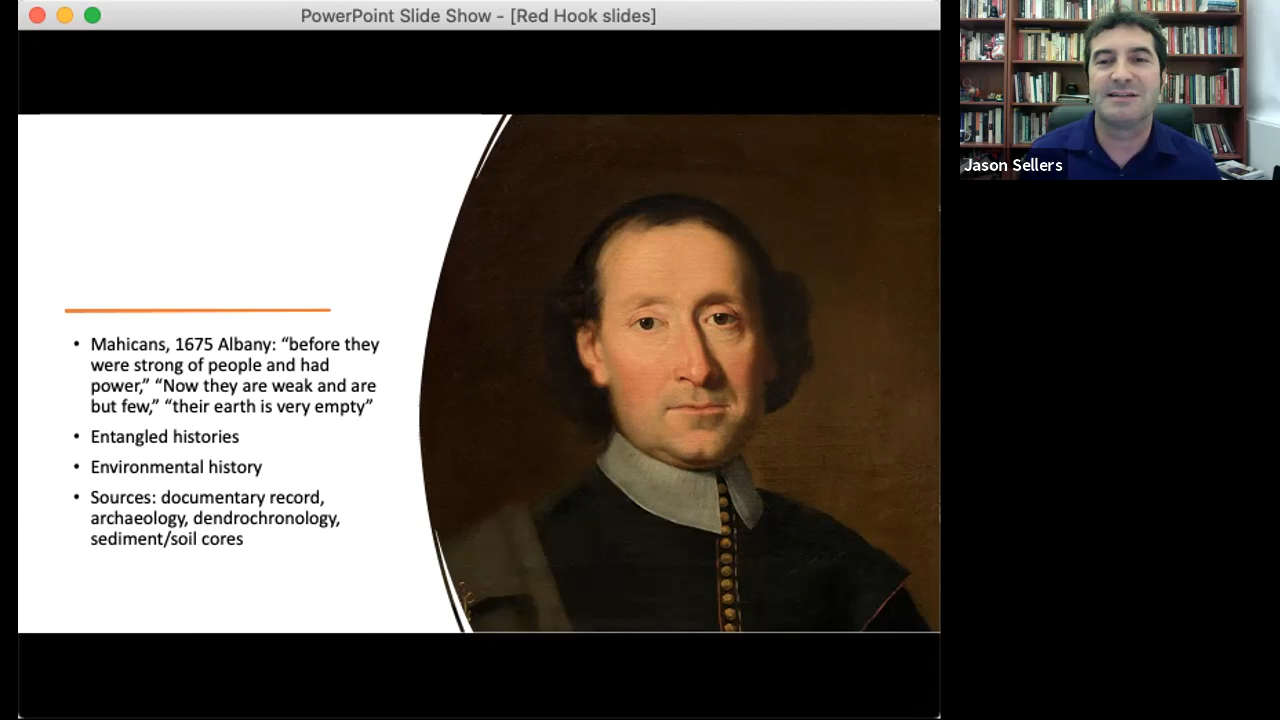 PowerPoint Slide Show - [Red Hook slides]
• Mahicans, 1675 Albany: “before they
were strong of people and had
power,” “Now they are weak and are
but few,” “their earth is very empty”
• Entangled histories
• Environmental history
• Sources: documentary record,
archaeology, dendrochronology,
sediment/soil cores
Jason Sellers